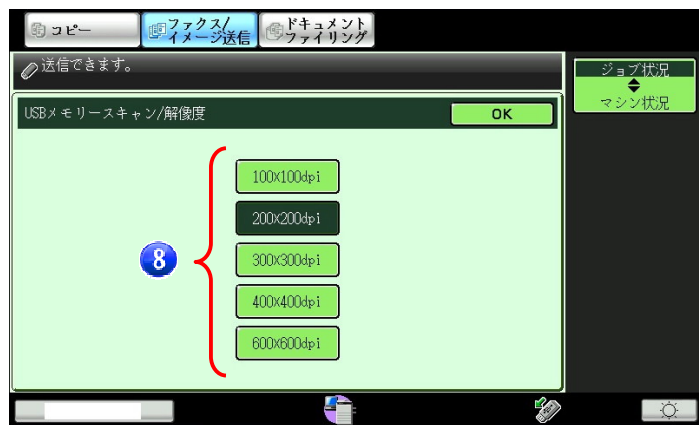 コピー
ファクス/
イメージ送信
ドキュメント
ファイリング
送信できます。
ジョブ状況
マシン状況
USBメモリースキャン/解像度
OK
100X100dpi
200X200dpi
8
300X300dpi
400X400dpi
600X600dpi